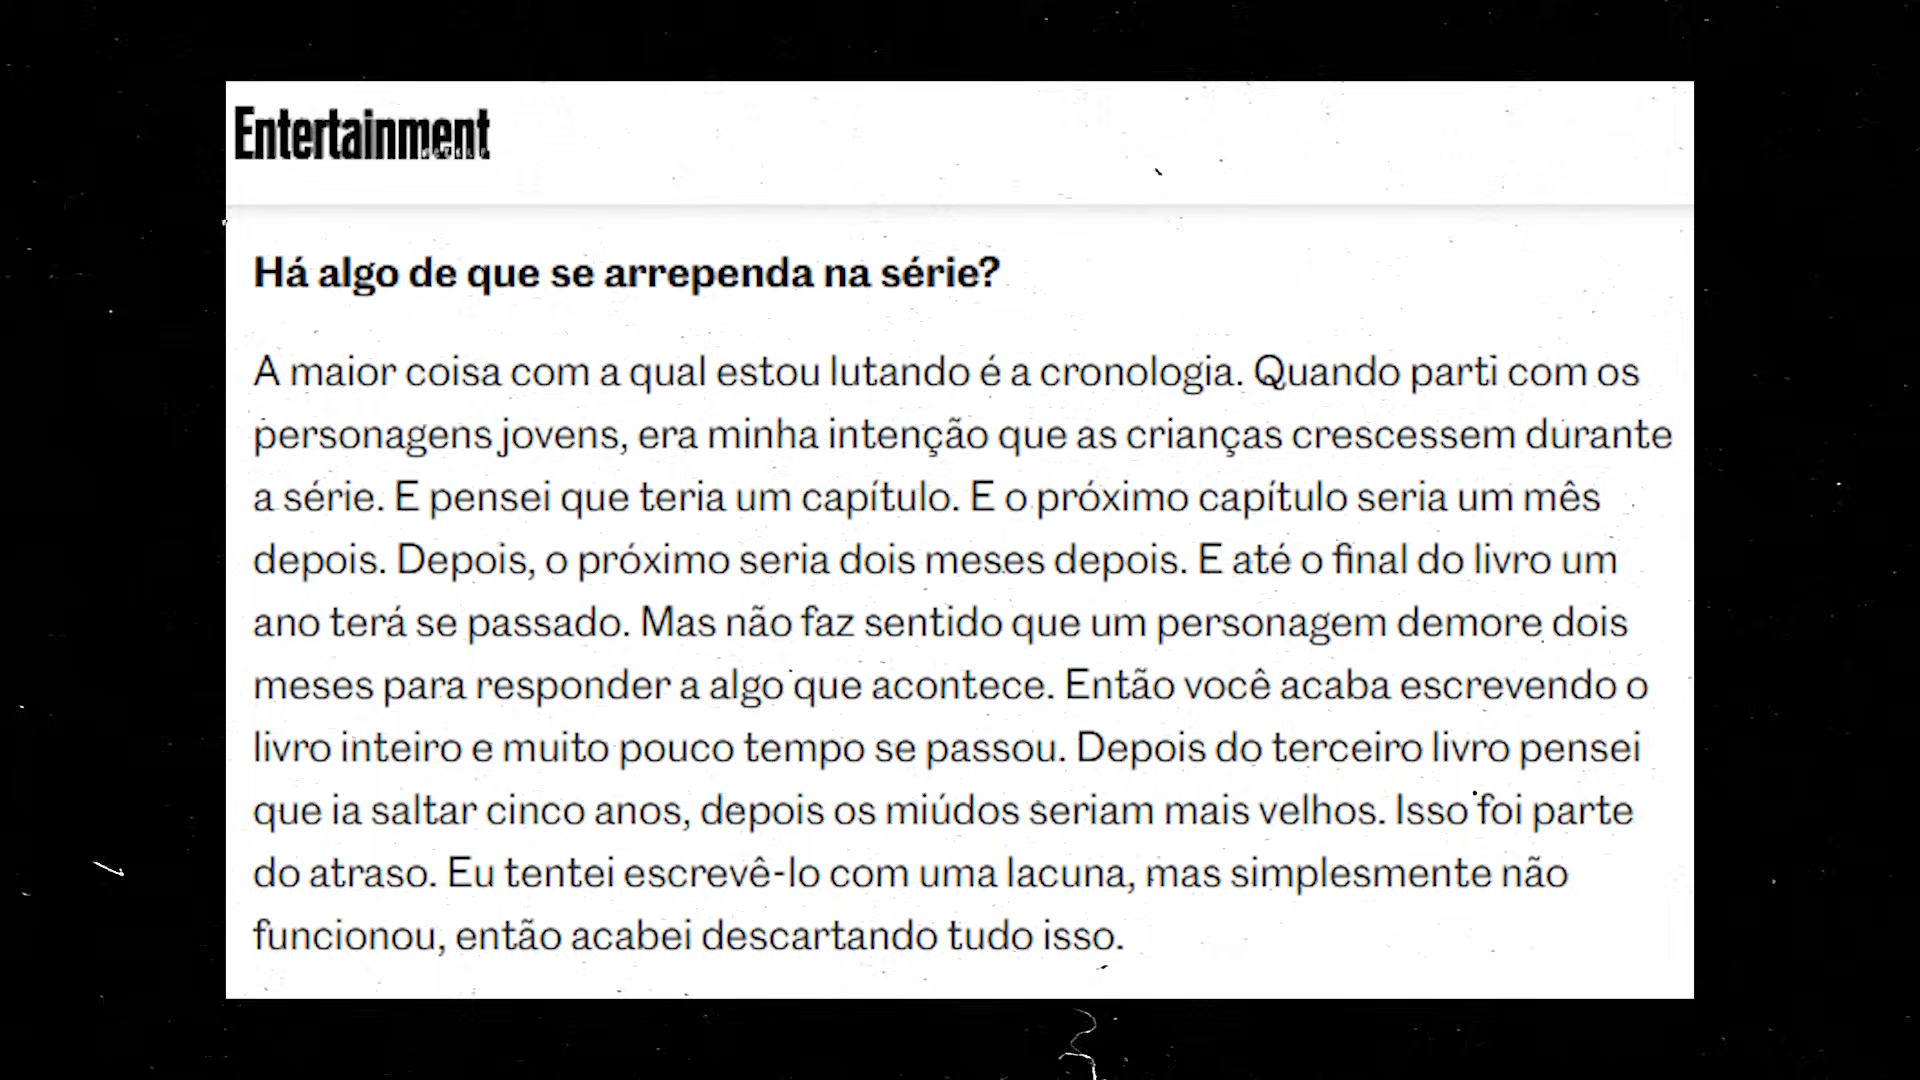 Entertainment
Há algo de que se arrependa na série?
A maior coisa com a qual estou lutando é a cronologia. Quando parti com os
personagens jovens, era minha intenção que as crianças crescessem durante
a série. E pensei que teria um capítulo. E o próximo capítulo seria um mês
depois. Depois, o próximo seria dois meses depois. E até o final do livro um
ano terá se passado. Mas não faz sentido que um personagem demore dois
meses para responder a algo que acontece. Então você acaba escrevendo o
livro inteiro e muito pouco tempo se passou. Depois do terceiro livro pensei
que ia saltar cinco anos, depois os miúdos seriam mais velhos. Isso foi parte
do atraso. Eu tentei escrevê-lo com uma lacuna, mas simplesmente não
funcionou, então acabei descartando tudo isso.